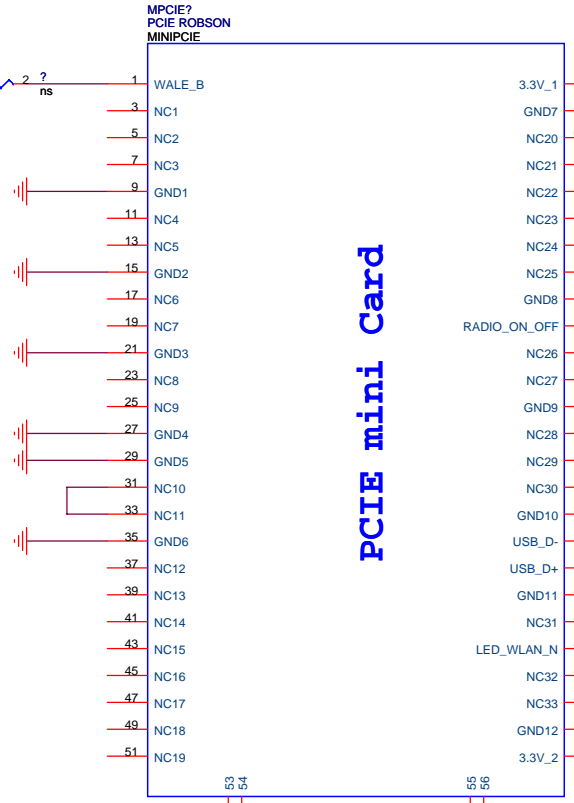 MPCIE?
PCIE ROBSON
MINIPCIE
2 ? 1 WALE_B 3.3V_1
ns
3 NC1 GND7
5 NC2 NC20
7 NC3 NC21
9 GND1 NC22
11 NC4 NC23
13 NC5 NC24
15 GND2 NC25
17 NC6 GND8
19 NC7 RADIO_ON_OFF
21 GND3 NC26
23 NC8 NC27
25 NC9 GND9
27 GND4 NC28
29 GND5 NC29
31 NC10 NC30
33 NC11 GND10
35 GND6 USB_D-
37 NC12 USB_D+
39 NC13 GND11
41 NC14 NC31
43 NC15 LED_WLAN_N
45 NC16 NC32
47 NC17 NC33
49 NC18 GND12
51 NC19 3.3V_2
PCIE mini Card
53
54
55
56